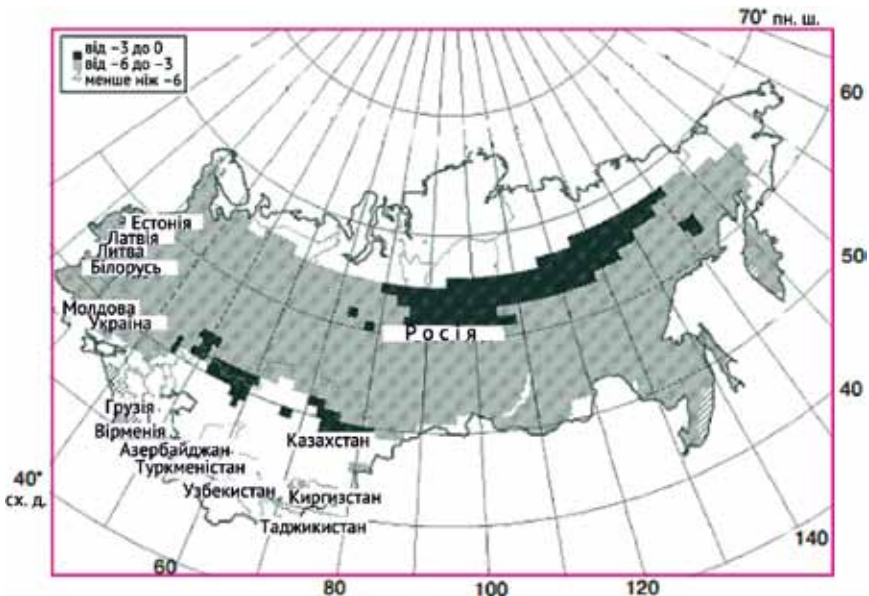 70° пн. ш.
від –3 до 0
від –6 до –3
менше ніж –6
60
Естонія
Латвія
Литва
Білорусь
50
Молдова
Україна
Росія
40
Грузія
Вірменія
Казахстан
Азербайджан
Туркменістан
40°
сх. д.
Узбекистан
Киргизстан
Таджикистан
140
60
80
100
120